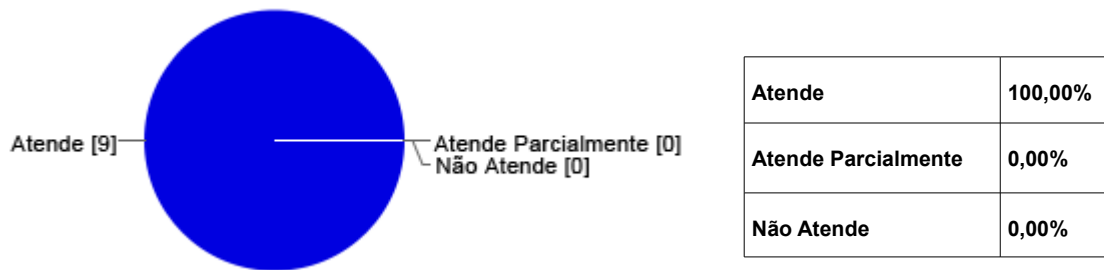 Atende [9]
Atende Parcialmente [0]
Não Atende [0]
Atende 100,00%
Atende Parcialmente 0,00%
Não Atende 0,00%